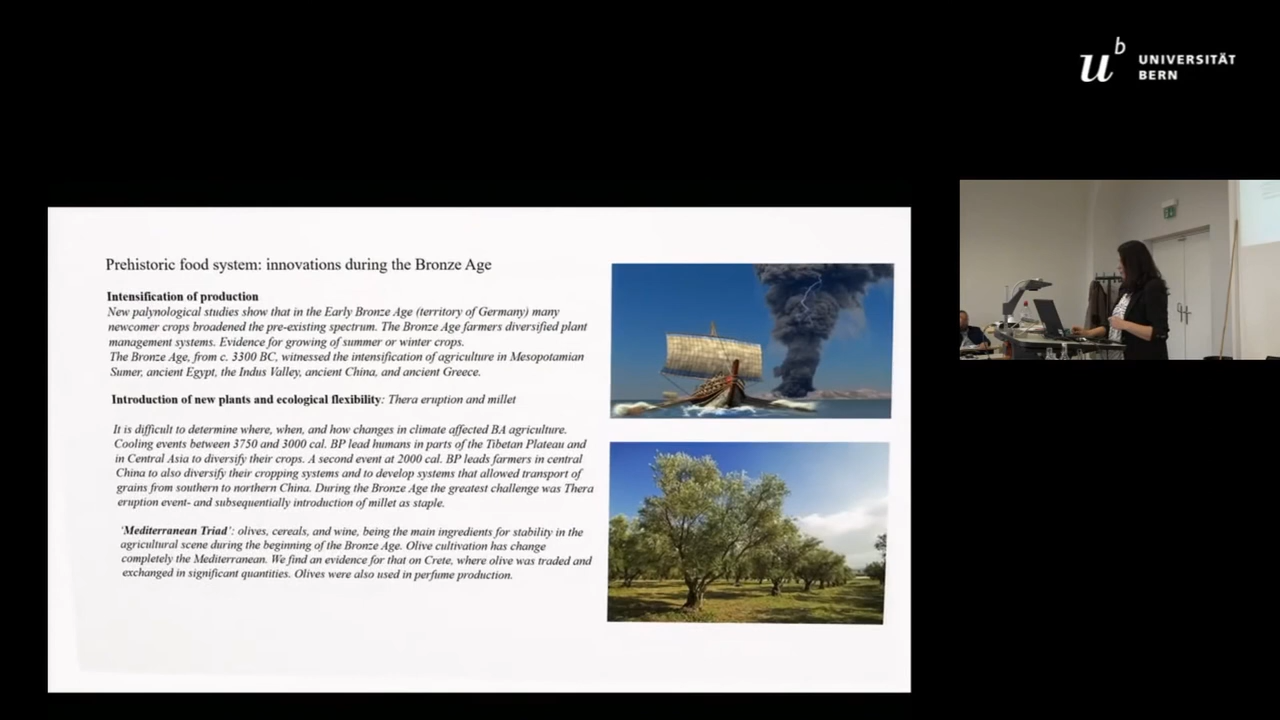 u^b UNIVERSITÄT
BERN
Prehistoric food system: innovations during the Bronze Age
Intensification of production
New palynological studies show that in the Early Bronze Age (territory of Germany) many
newcomer crops broadened the pre-existing spectrum. The Bronze Age farmers diversified plant
management systems. Evidence for growing of summer or winter crops.
The Bronze Age, from c. 3300 BC, witnessed the intensification of agriculture in Mesopotamian
Sumer, ancient Egypt, the Indus Valley, ancient China, and ancient Greece.
Introduction of new plants and ecological flexibility: Thera eruption and millet
It is difficult to determine where, when, and how changes in climate affected BA agriculture.
Cooling events between 3750 and 3000 cal. BP lead humans in parts of the Tibetan Plateau and
in Central Asia to diversify their crops. A second event at 2000 cal. BP leads farmers in central
China to also diversify their cropping systems and to develop systems that allowed transport of
grains from southern to northern China. During the Bronze Age the greatest challenge was Thera
eruption event- and subsequentially introduction of millet as staple.
'Mediterranean Triad': olives, cereals, and wine, being the main ingredients for stability in the
agricultural scene during the beginning of the Bronze Age. Olive cultivation has change
completely the Mediterranean. We find an evidence for that on Crete, where olive was traded and
exchanged in significant quantities. Olives were also used in perfume production.